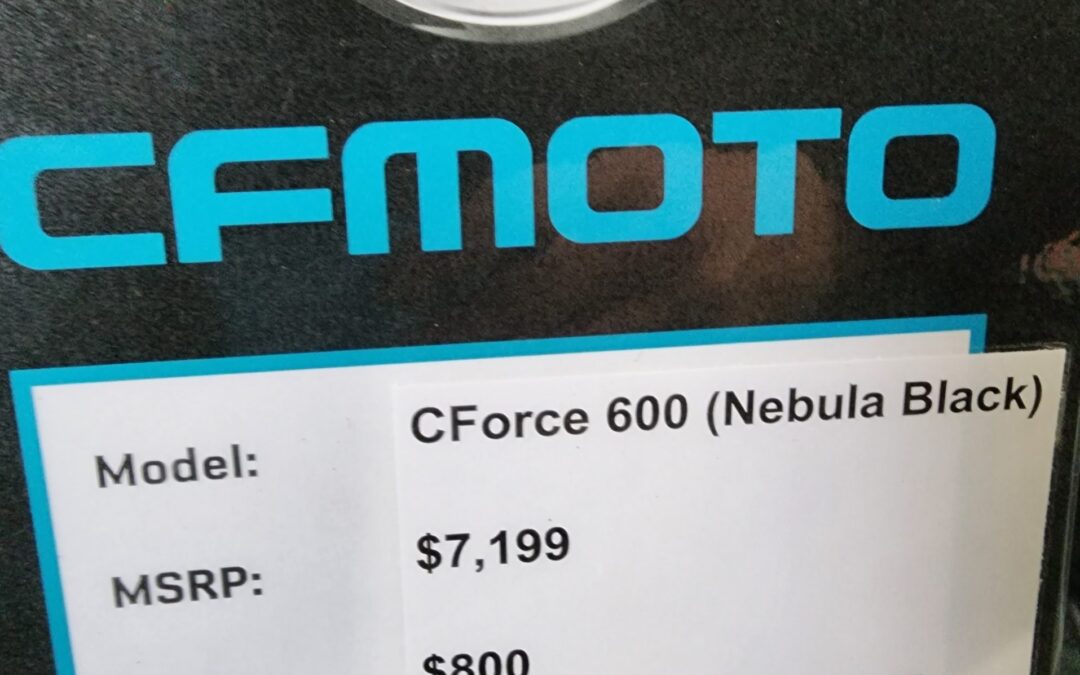 CFMOTO
Model: CForce 600 (Nebula Black)
MSRP: $7,199
$800